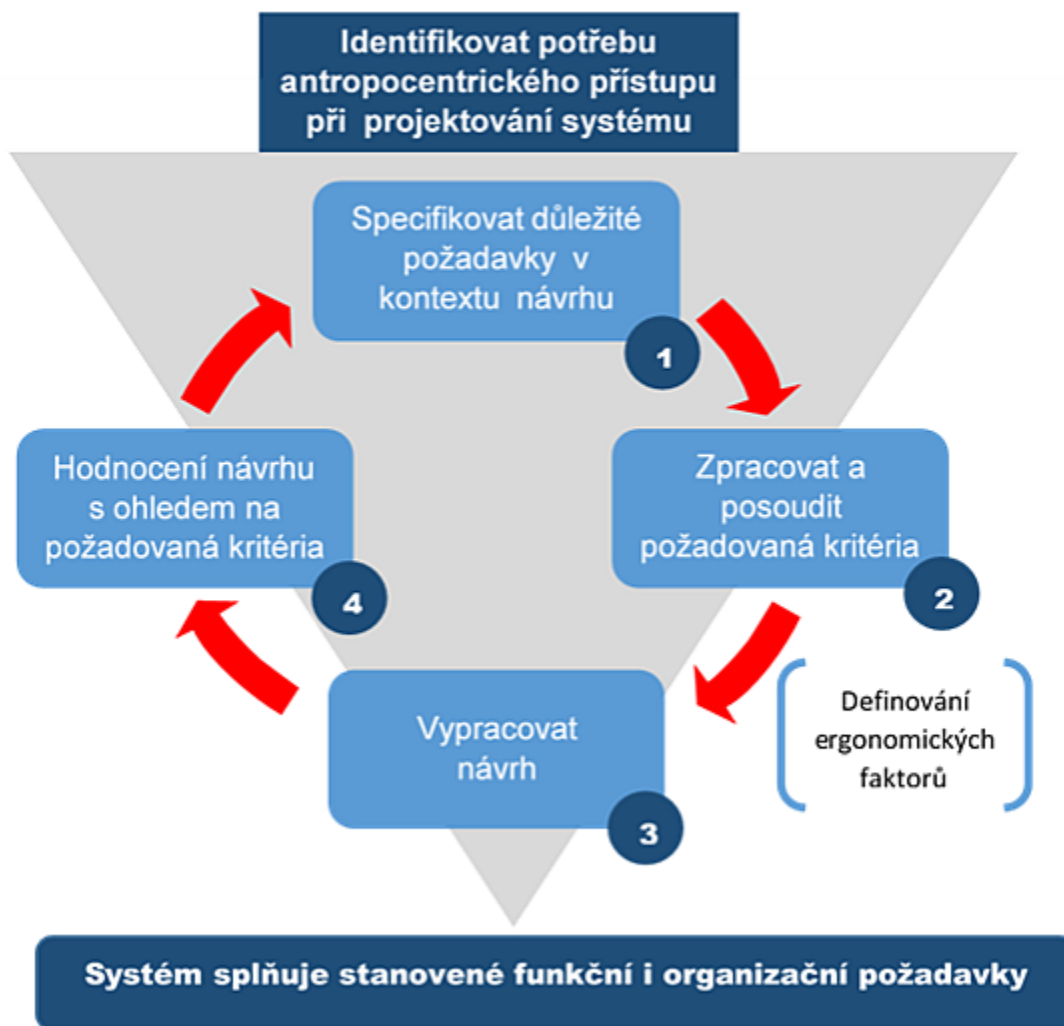 Identifikovat potřebu
antropocentrického přístupu
při projektování systému
Specifikovat důležité
požadavky v
kontextu návrhu
1
Zpracovat a
posoudit
požadovaná kritéria
2
Definování
ergonomických
faktorů
Vypracovat
návrh
3
Hodnocení návrhu
s ohledem na
požadovaná kritéria
4
Systém splňuje stanovené funkční i organizační požadavky